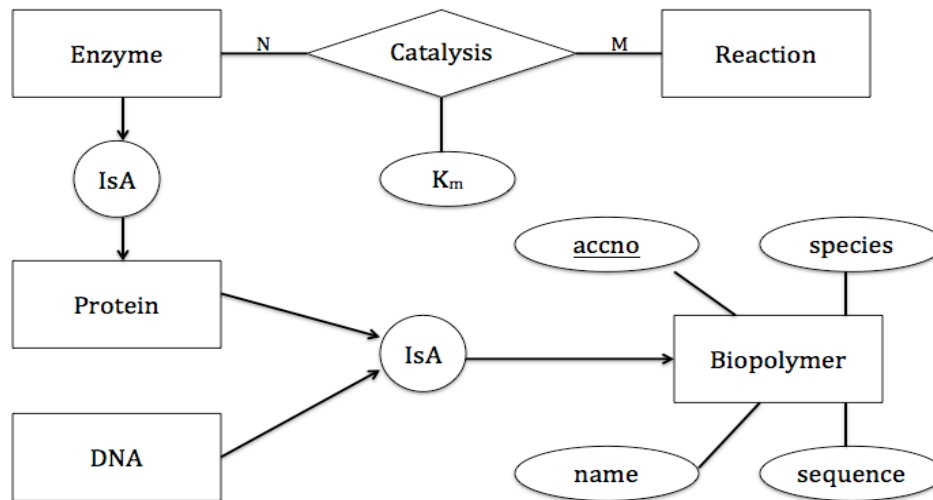 Enzyme
N
Catalysis
M
Reaction
IsA
Km
accno
species
Protein
IsA
Biopolymer
DNA
name
sequence